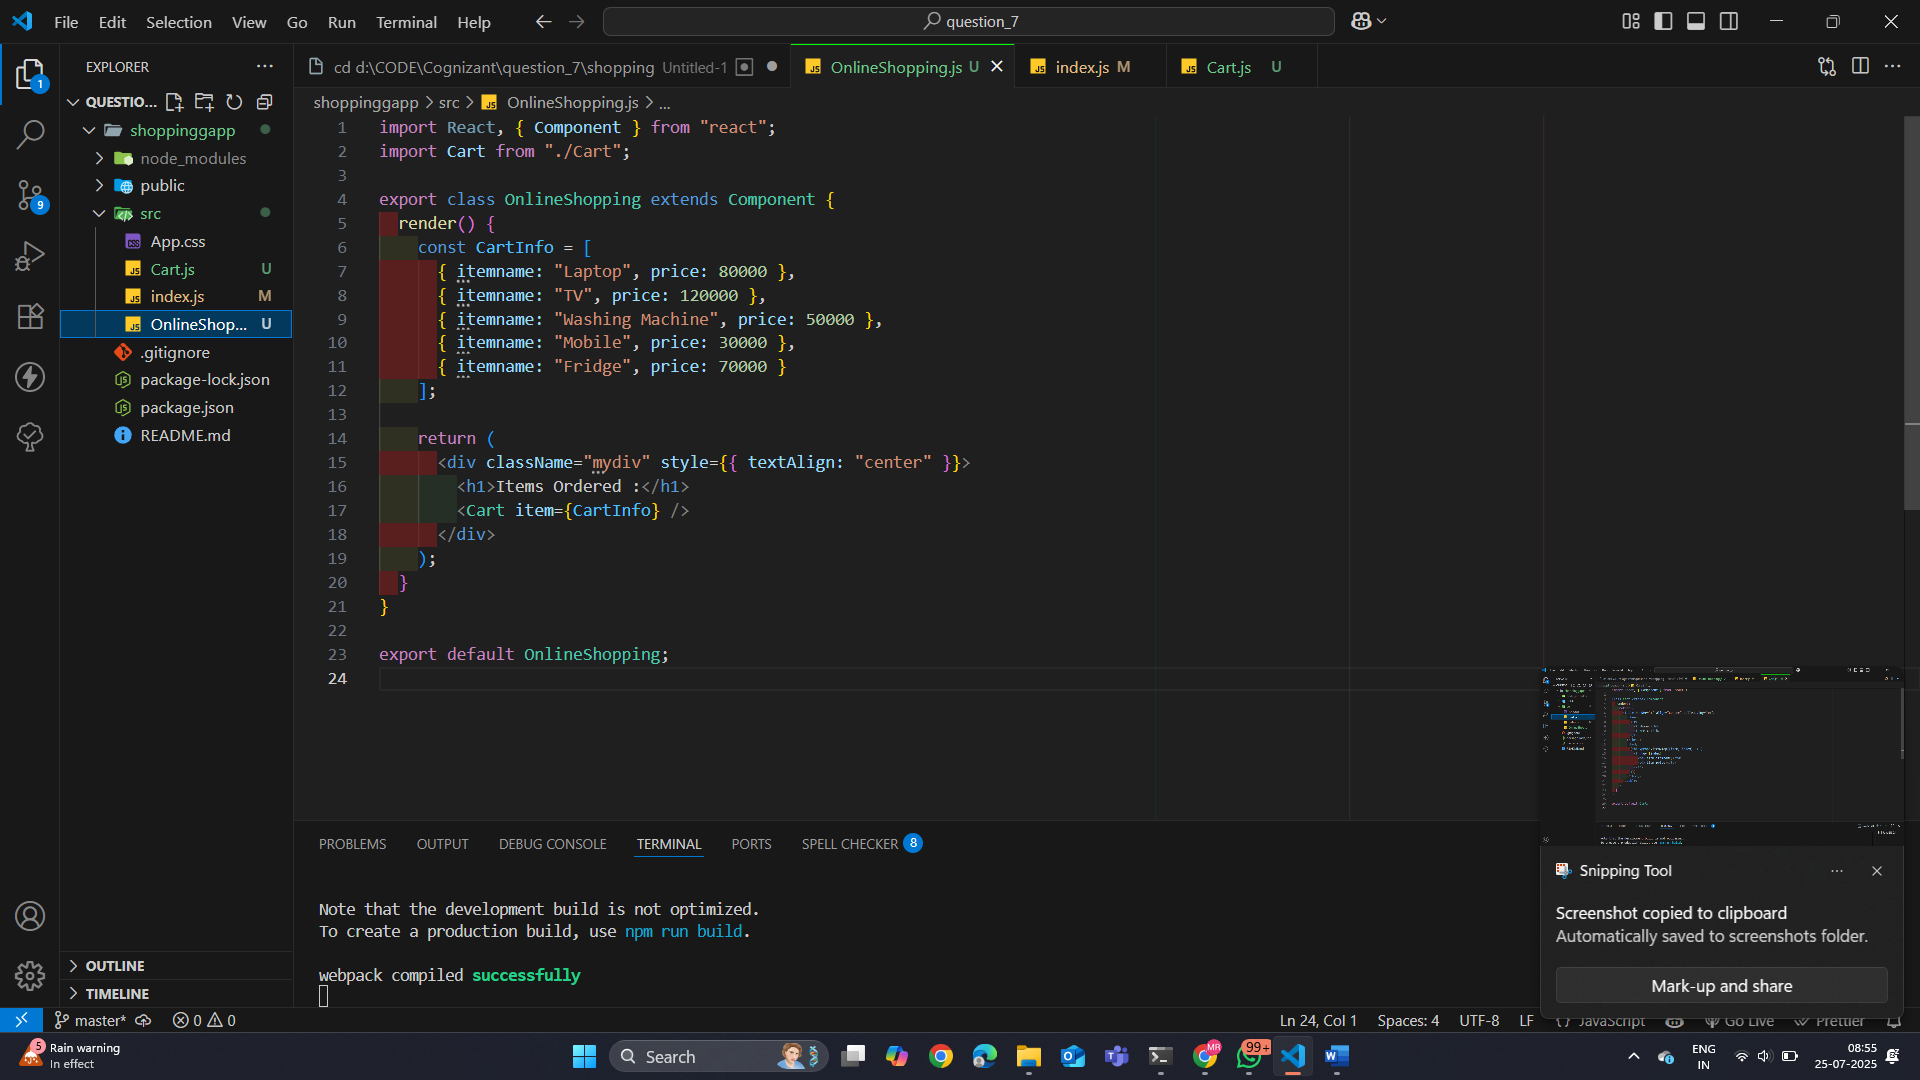 File Edit Selection View Go Run Terminal Help
question_7
EXPLORER
cd d:\CODE\Cognizant\question_7\shopping Untitled-1
OnlineShopping.js U
index.js M
Cart.js U
QUESTIO...
shoppinggapp
node_modules
public
src
App.css
Cart.js U
index.js M
OnlineShop... U
.gitignore
package-lock.json
package.json
README.md
OUTLINE
TIMELINE
1
9
shoppinggapp > src > OnlineShopping.js > ...
1 import React, { Component } from "react";
2 import Cart from "./Cart";
3
4 export class OnlineShopping extends Component {
5 render() {
6 const CartInfo = [
7 { itemname: "Laptop", price: 80000 },
8 { itemname: "TV", price: 120000 },
9 { itemname: "Washing Machine", price: 50000 },
10 { itemname: "Mobile", price: 30000 },
11 { itemname: "Fridge", price: 70000 }
12 ];
13
14 return (
15 <div className="mydiv" style={{ textAlign: "center" }}>
16 <h1>Items Ordered :</h1>
17 <Cart item={CartInfo} />
18 </div>
19 );
20 }
21 }
22
23 export default OnlineShopping;
24
PROBLEMS OUTPUT DEBUG CONSOLE TERMINAL PORTS SPELL CHECKER 8
Note that the development build is not optimized.
To create a production build, use npm run build.
webpack compiled successfully
Snipping Tool
Screenshot copied to clipboard
Automatically saved to screenshots folder.
Mark-up and share
master* 0 0
Ln 24, Col 1 Spaces: 4 UTF-8 LF {} JavaScript Go Live Prettier
5
Rain warning
In effect
Search
MR
99+
ENG
IN
08:55
25-07-2025